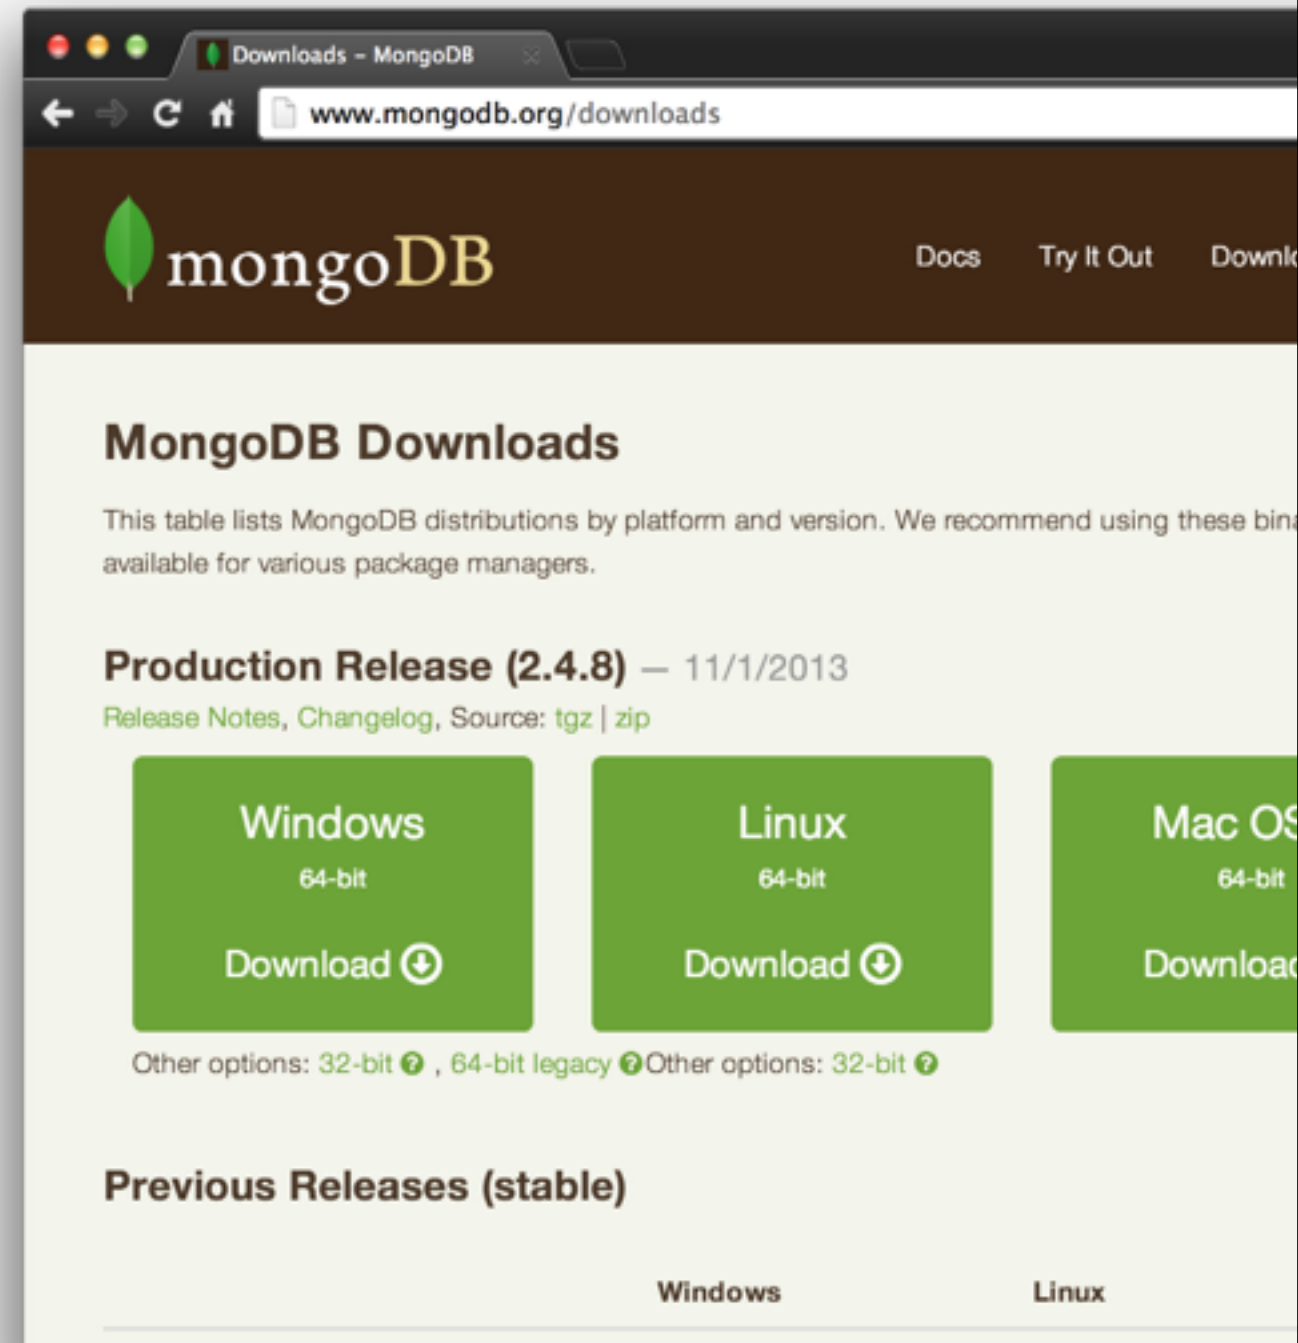 Downloads – MongoDB
www.mongodb.org/downloads
mongoDB
Docs Try It Out
MongoDB Downloads
This table lists MongoDB distributions by platform and version. We recommend using these
available for various package managers.
Production Release (2.4.8) — 11/1/2013
Release Notes, Changelog, Source: tgz | zip
Windows
64-bit
Download
Linux
64-bit
Download
Mac
64-bit
Other options: 32-bit ? , 64-bit legacy ?
Other options: 32-bit ?
Previous Releases (stable)
Windows Linux